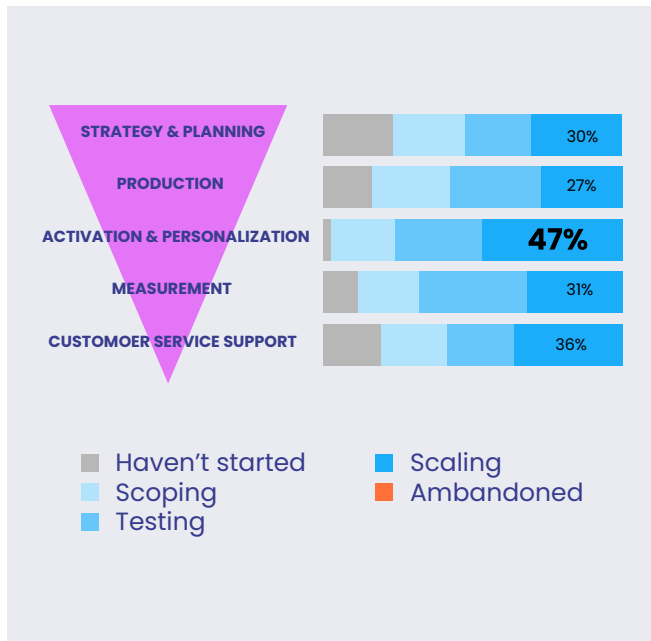 STRATEGY & PLANNING
30%
PRODUCTION
27%
ACTIVATION & PERSONALIZATION
47%
MEASUREMENT
31%
CUSTOMOER SERVICE SUPPORT
36%
Haven't started
Scoping
Testing
Scaling
Ambandoned